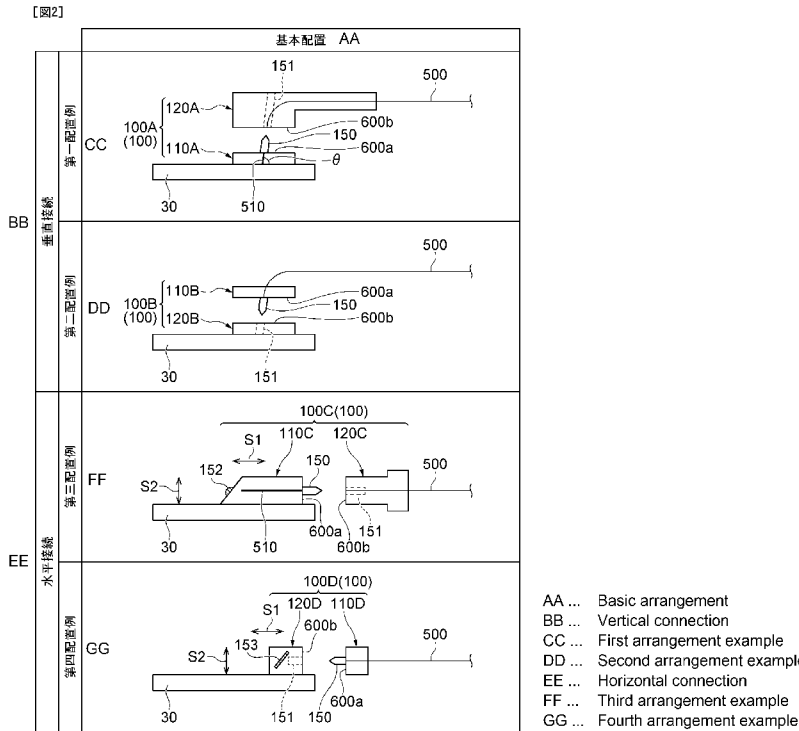 [図2]
基本配置 AA
BB
垂直接続
第一配置例
CC
100A
(100)
120A
110A
151
500
600b
150
600a
θ
30
510
第二配置例
DD
100B
(100)
110B
120B
500
600a
150
600b
30
151
EE
水平接続
第三配置例
FF
100C(100)
S1
110C
120C
152
150
500
S2
30
510
600a
600b
151
第四配置例
GG
100D(100)
S1
120D
110D
600b
500
S2
153
30
151
150
600a
AA ... Basic arrangement
BB ... Vertical connection
CC ... First arrangement example
DD ... Second arrangement example
EE ... Horizontal connection
FF ... Third arrangement example
GG ... Fourth arrangement example